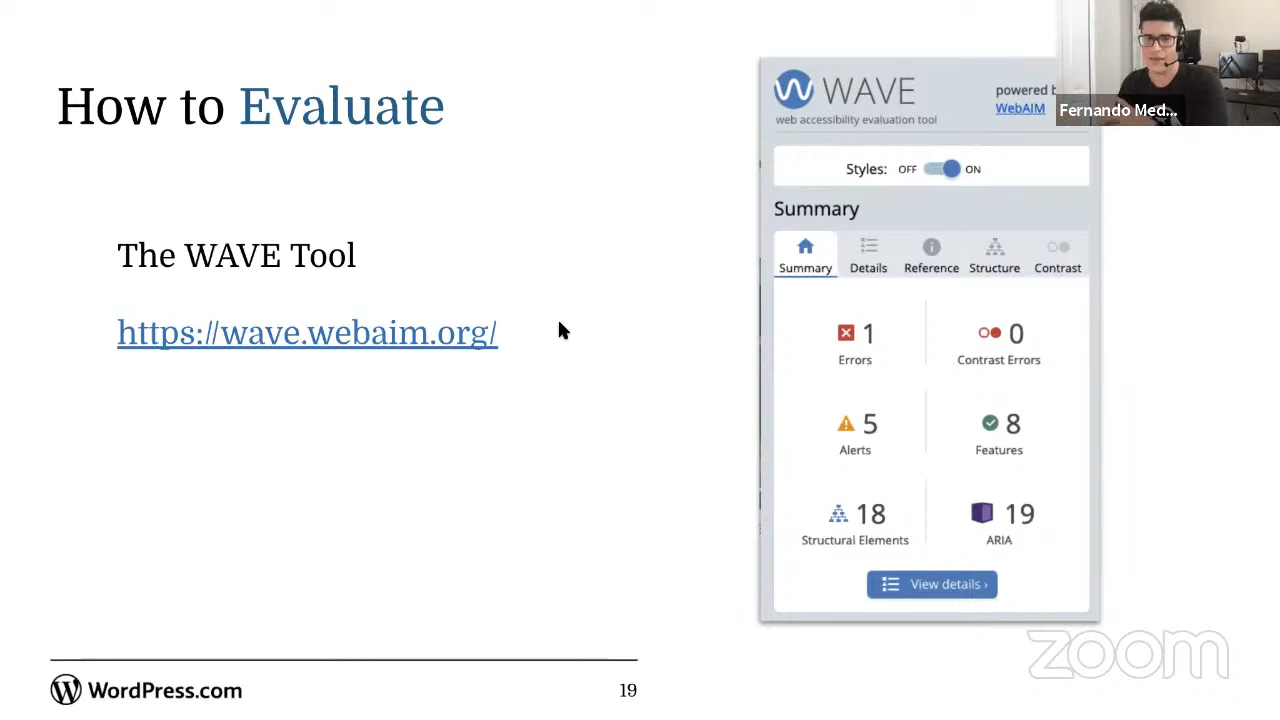 How to Evaluate
The WAVE Tool
https://wave.webaim.org/
WordPress.com
19
WAVE
web accessibility evaluation tool
powered b
WebAIM
Styles: OFF ON
Summary
Summary Details Reference Structure Contrast
1 0
Errors Contrast Errors
5 8
Alerts Features
18 19
Structural Elements ARIA
View details ›
Fernando Med...
zoom